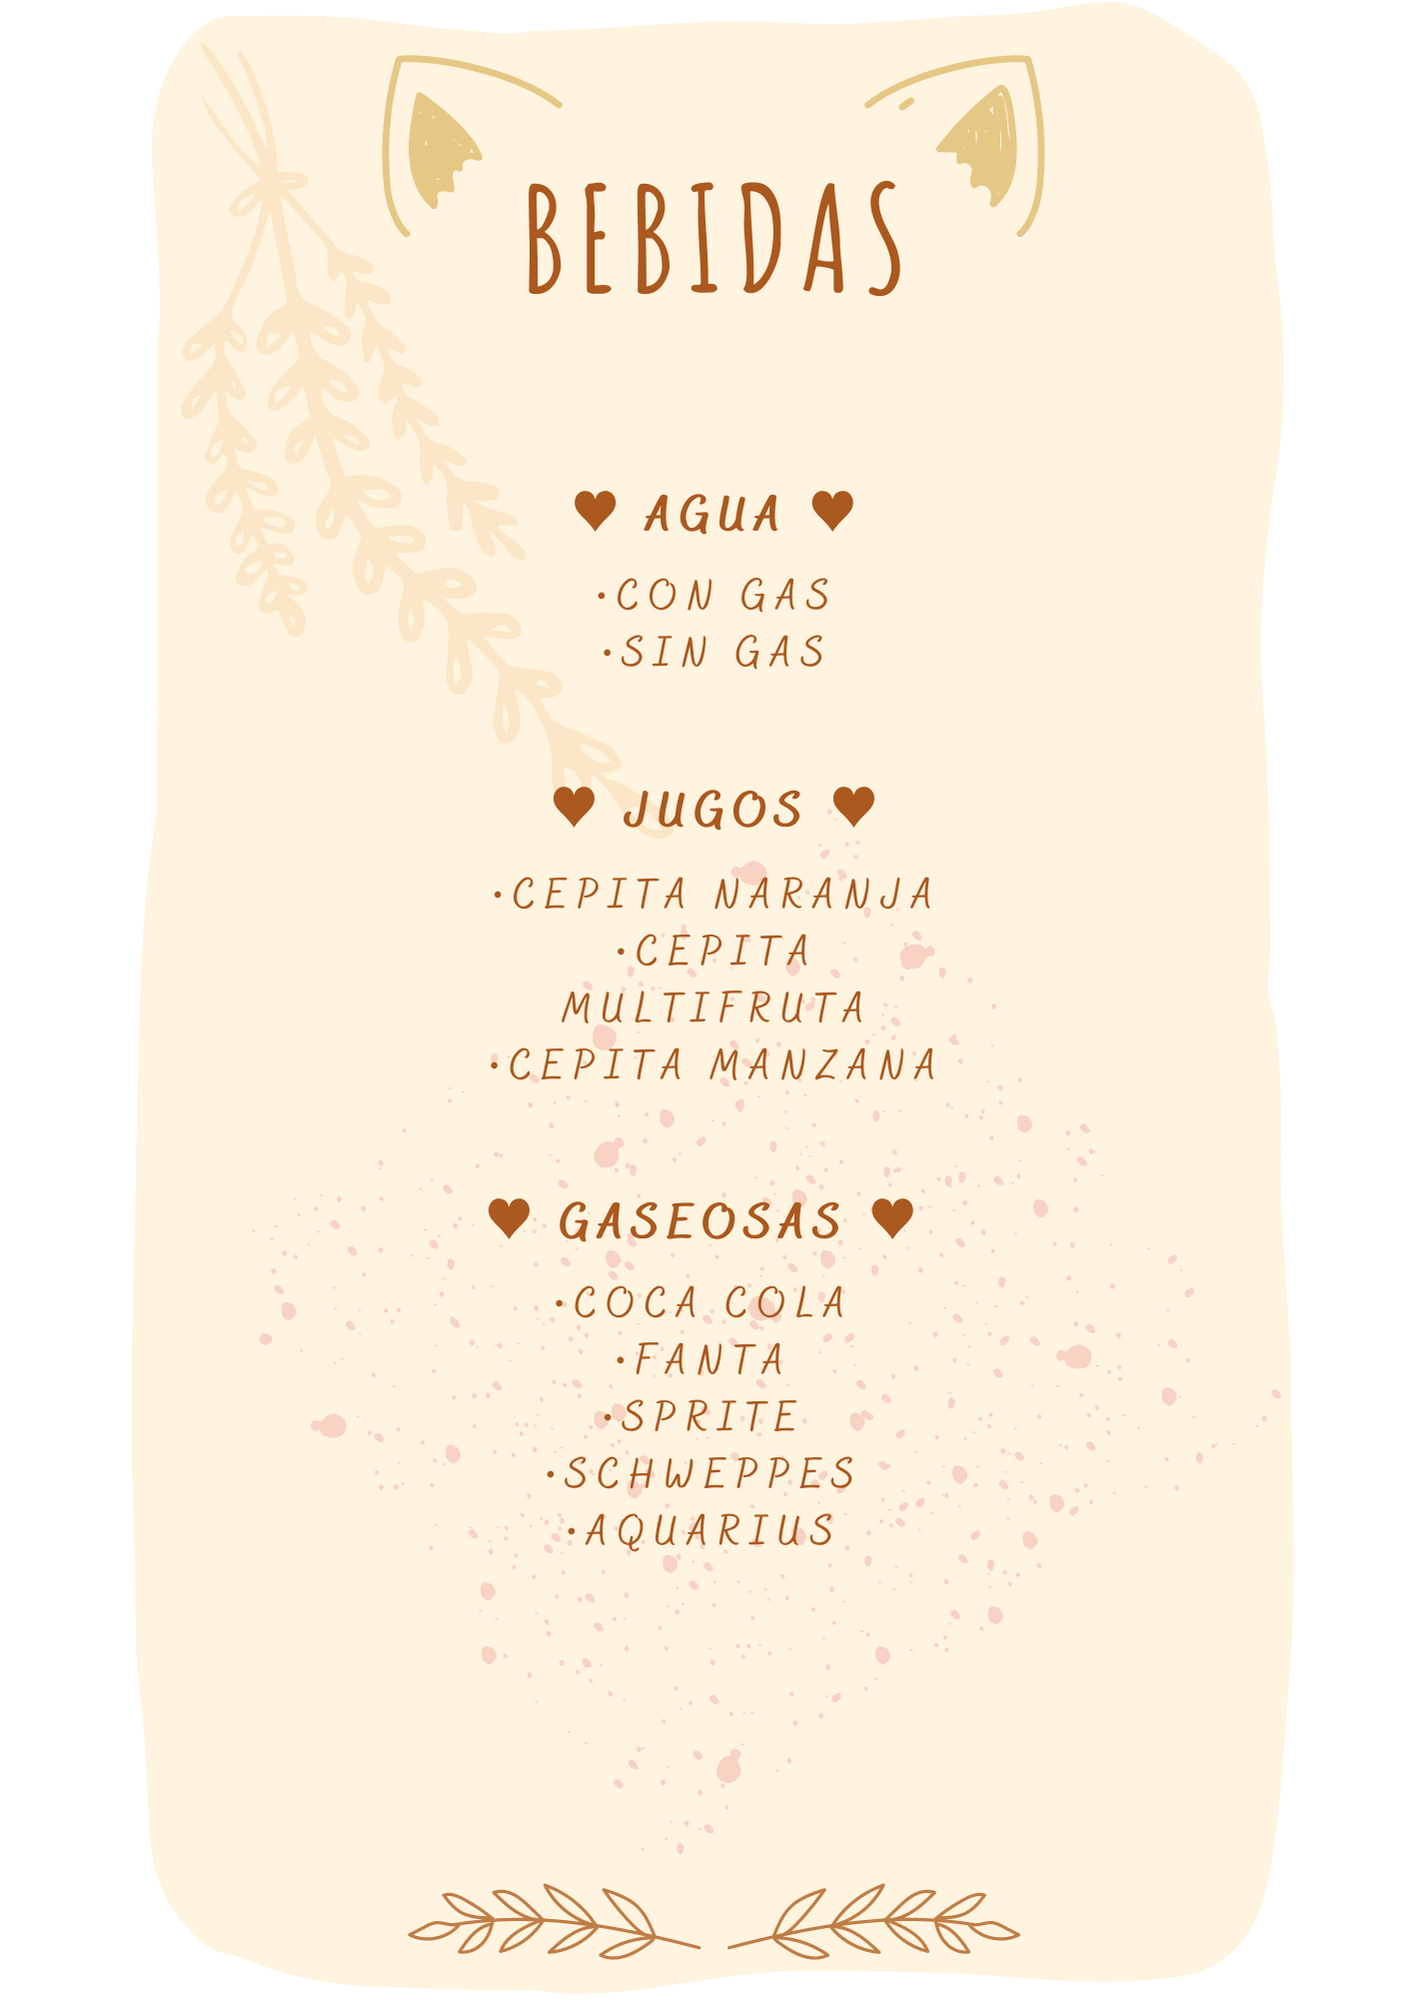 BEBIDAS
♥ AGUA ♥
·CON GAS
·SIN GAS
♥ JUGOS ♥
·CEPITA NARANJA
·CEPITA
MULTIFRUTA
·CEPITA MANZANA
♥ GASEOSAS ♥
·COCA COLA
·FANTA
·SPRITE
·SCHWEPPES
·AQUARIUS